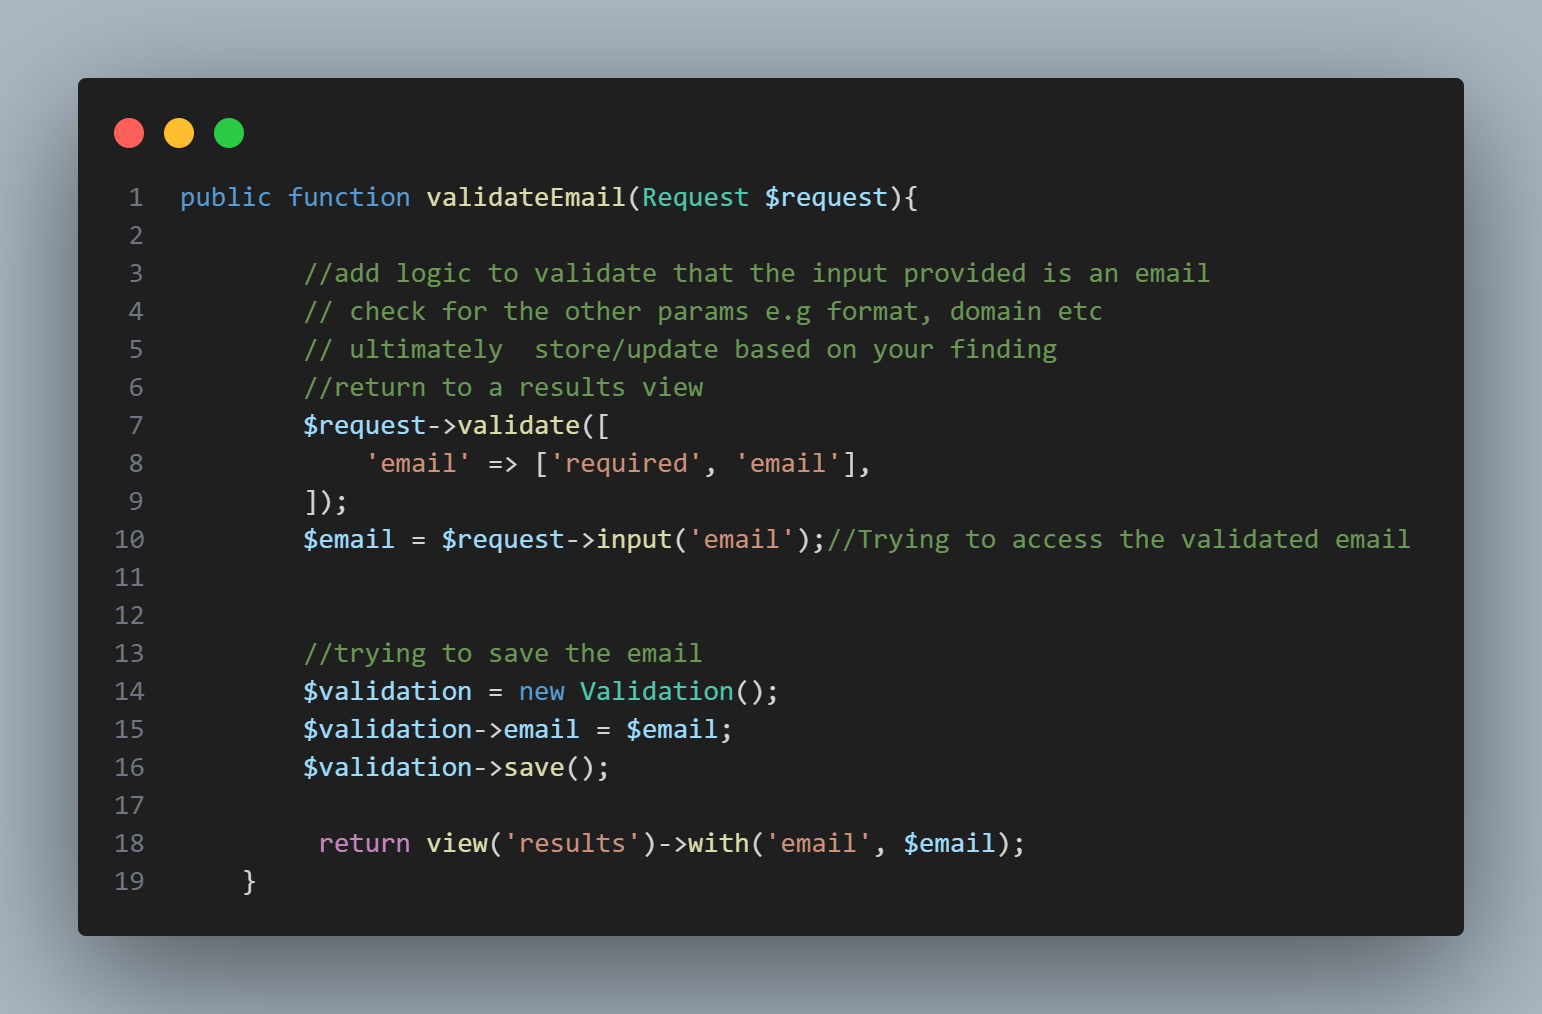 1 public function validateEmail(Request $request){
2
3 //add logic to validate that the input provided is an email
4 // check for the other params e.g format, domain etc
5 // ultimately  store/update based on your finding
6 //return to a results view
7 $request->validate([
8 'email' => ['required', 'email'],
9 ]);
10 $email = $request->input('email');//Trying to access the validated email
11
12
13 //trying to save the email
14 $validation = new Validation();
15 $validation->email = $email;
16 $validation->save();
17
18 return view('results')->with('email', $email);
19 }